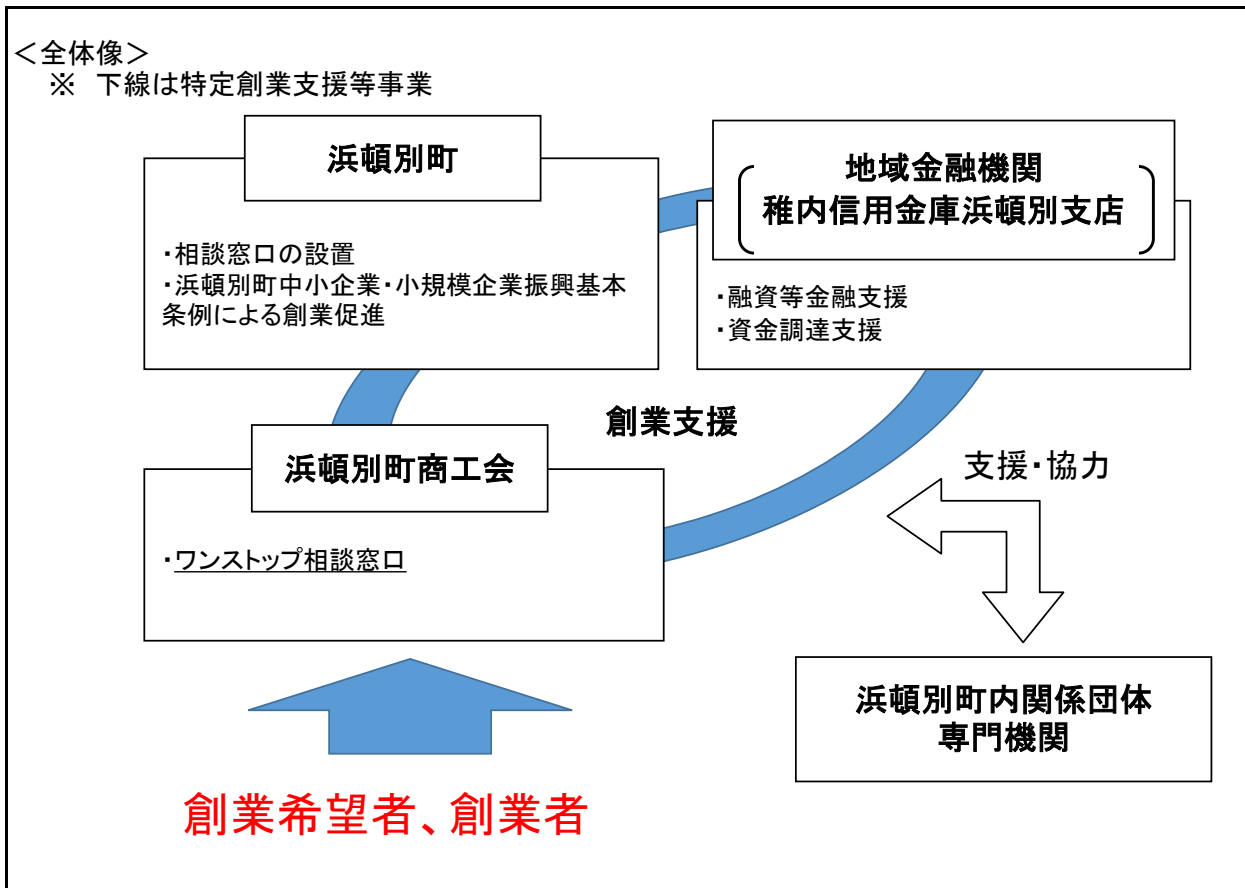 ＜全体像＞
※　下線は特定創業支援等事業
浜頓別町
・相談窓口の設置
・浜頓別町中小企業・小規模企業振興基本
条例による創業促進
地域金融機関
稚内信用金庫浜頓別支店
・融資等金融支援
・資金調達支援
創業支援
浜頓別町商工会
・ワンストップ相談窓口
支援・協力
浜頓別町内関係団体
専門機関
創業希望者、創業者